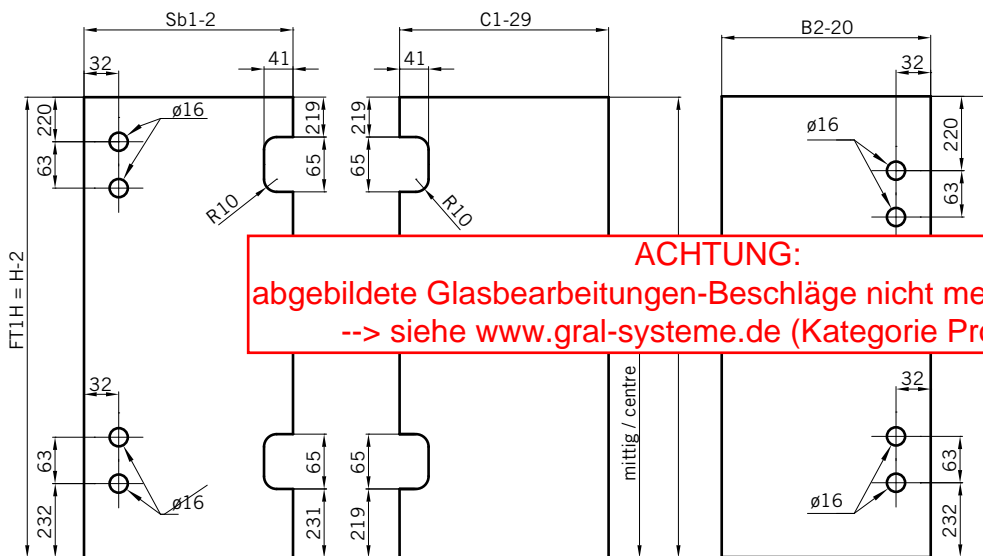 Sb1-2
C1-29
B2-20
32
41
41
32
220
ø16
219
219
ø16
220
63
65
65
63
R10
R10
ACHTUNG:
abgebildete Glasbearbeitungen-Beschläge nicht me
--> siehe www.gral-systeme.de (Kategorie Pro
FT1H = H-2
mittig / centre
32
32
63
65
65
63
ø16
ø16
232
231
219
232